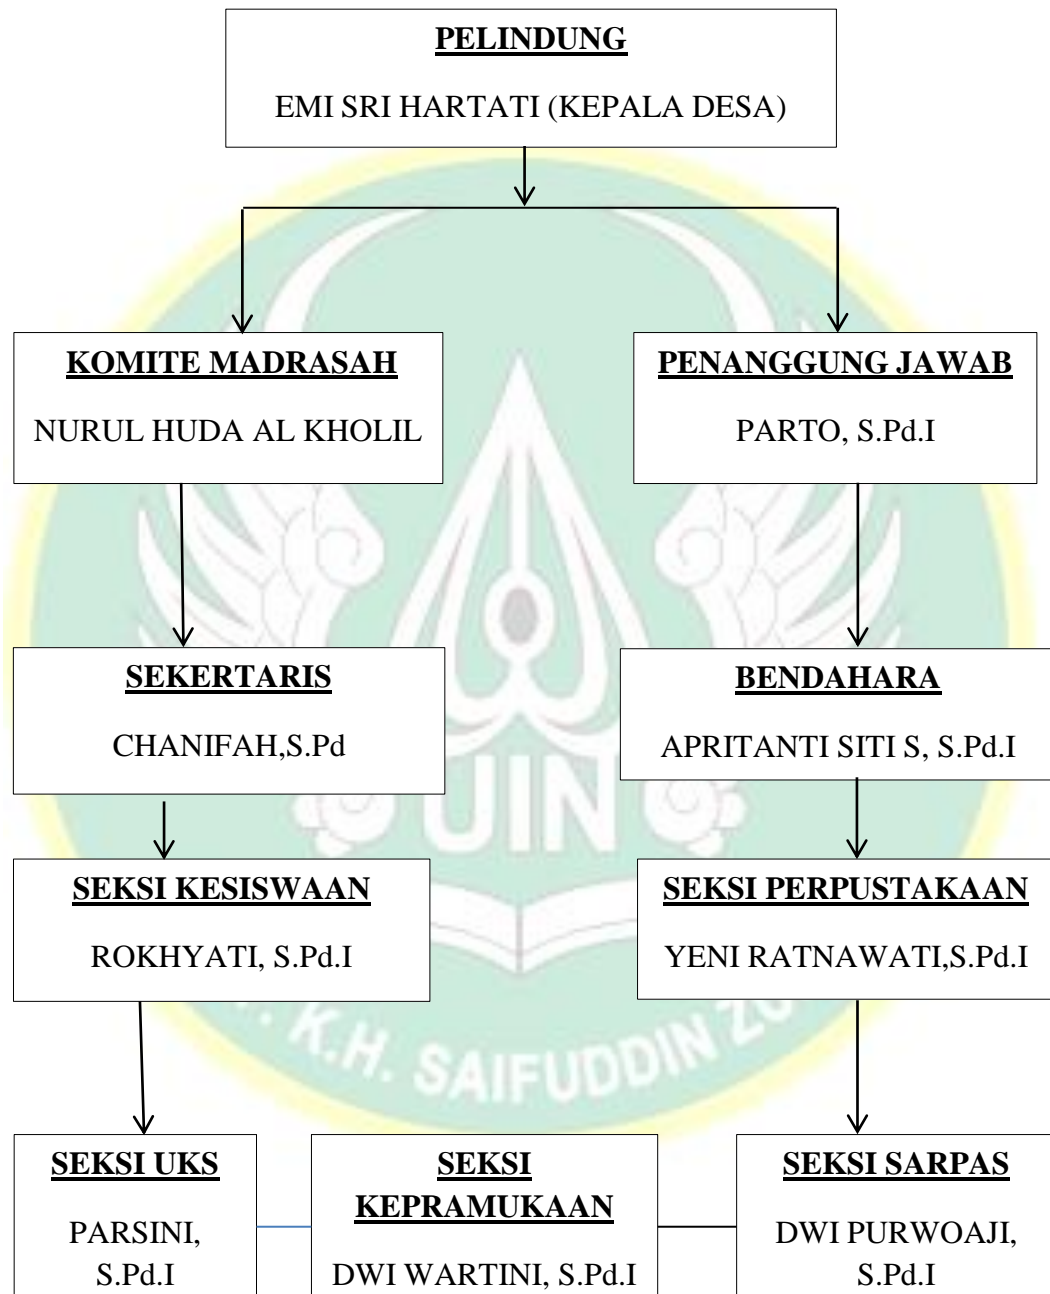 PELINDUNG
EMI SRI HARTATI (KEPALA DESA)
KOMITE MADRASAH
NURUL HUDA AL KHOLIL
PENANGGUNG JAWAB
PARTO, S.Pd.I
SEKERTARIS
CHANIFAH,S.Pd
BENDAHARA
APRITANTI SITI S, S.Pd.I
UIN
SEKSI KESISWAAN
ROKHYATI, S.Pd.I
SEKSI PERPUSTAKAAN
YENI RATNAWATI,S.Pd.I
K.H. SAIFUDDIN
SEKSI UKS
PARSINI,
S.Pd.I
SEKSI
KEPRAMUKAAN
DWI WARTINI, S.Pd.I
SEKSI SARPAS
DWI PURWOAJI,
S.Pd.I